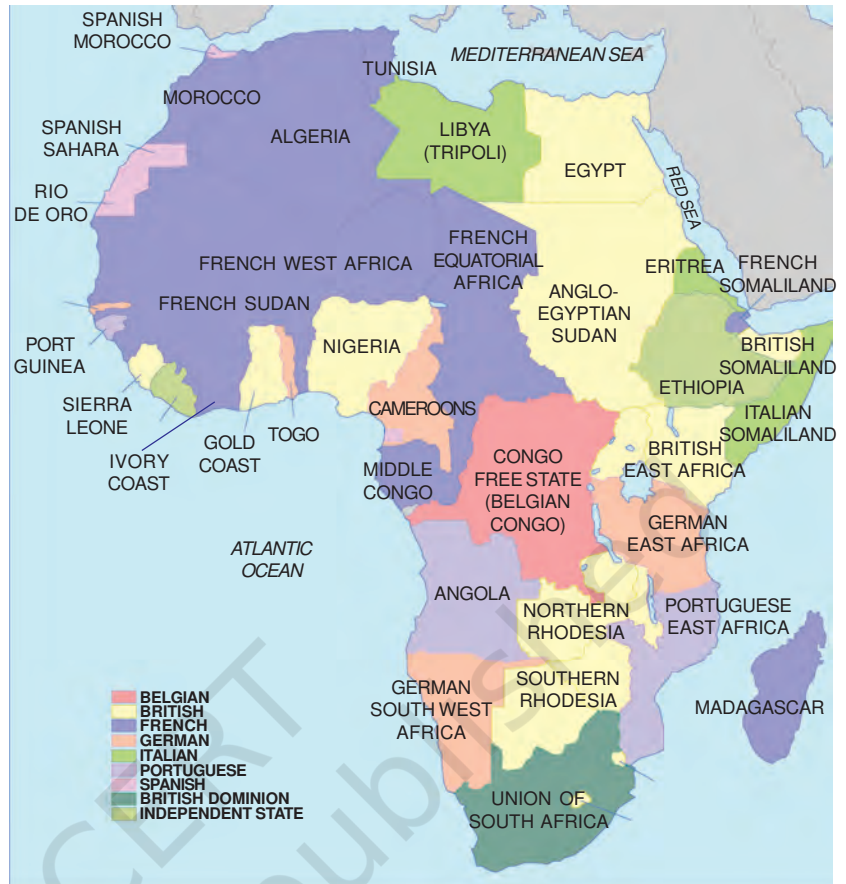 SPANISH
MOROCCO
MEDITERRANEAN SEA
TUNISIA
MOROCCO
ALGERIA
LIBYA
(TRIPOLI)
SPANISH
SAHARA
EGYPT
RED SEA
RIO
DE ORO
FRENCH WEST AFRICA
FRENCH
EQUATORIAL
AFRICA
ERITREA
FRENCH
SOMALILAND
FRENCH SUDAN
ANGLO-
EGYPTIAN
SUDAN
PORT
GUINEA
NIGERIA
BRITISH
SOMALILAND
ETHIOPIA
SIERRA
LEONE
CAMEROONS
ITALIAN
SOMALILAND
IVORY
COAST
GOLD
COAST
TOGO
BRITISH
EAST AFRICA
MIDDLE
CONGO
CONGO
FREE STATE
(BELGIAN
CONGO)
GERMAN
EAST AFRICA
ATLANTIC
OCEAN
ANGOLA
NORTHERN
RHODESIA
PORTUGUESE
EAST AFRICA
GERMAN
SOUTH WEST
AFRICA
SOUTHERN
RHODESIA
MADAGASCAR
BELGIAN
BRITISH
FRENCH
GERMAN
ITALIAN
PORTUGUESE
SPANISH
BRITISH DOMINION
INDEPENDENT STATE
UNION OF
SOUTH AFRICA